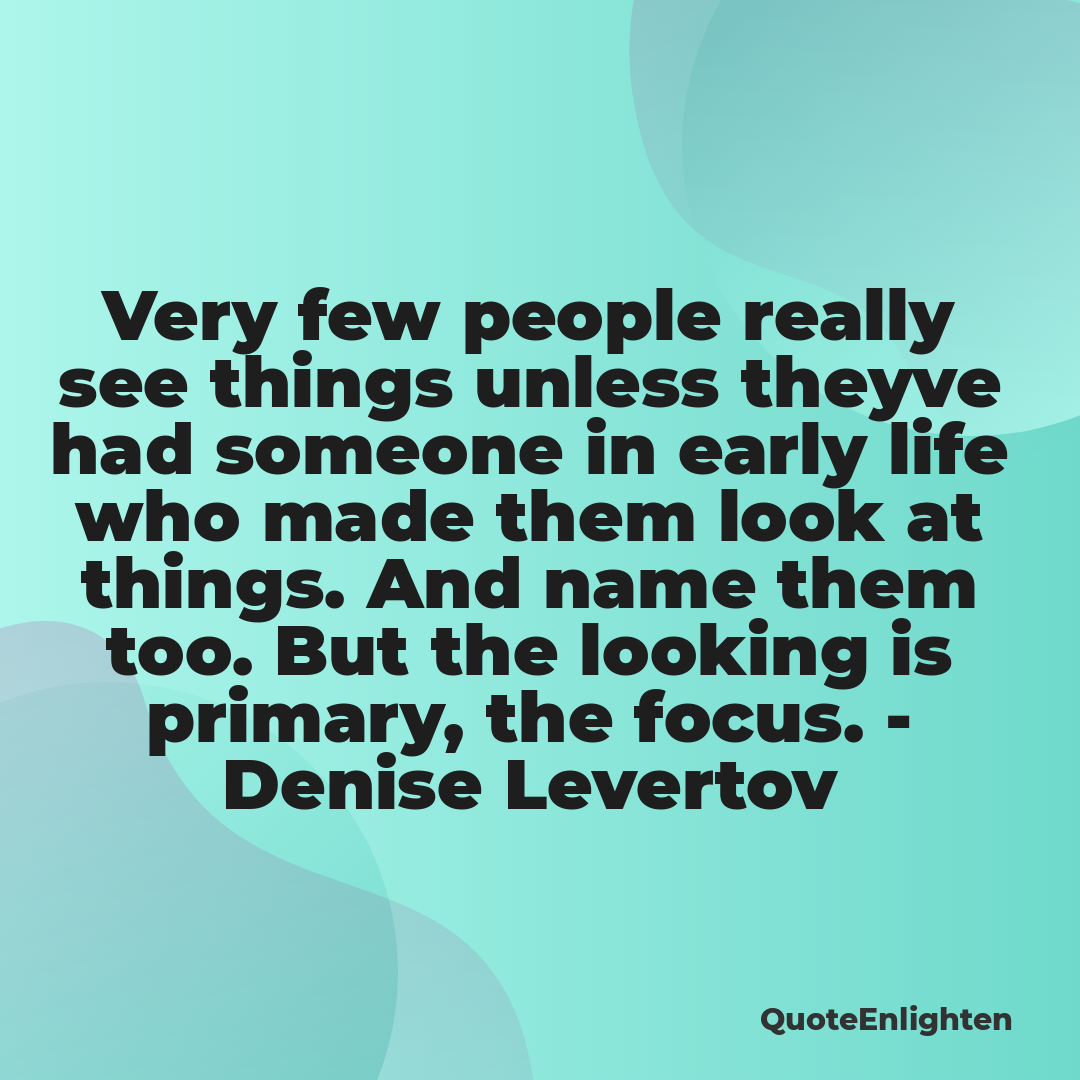 Very few people really
see things unless theyve
had someone in early life
who made them look at
things. And name them
too. But the looking is
primary, the focus. -
Denise Levertov
QuoteEnlighten